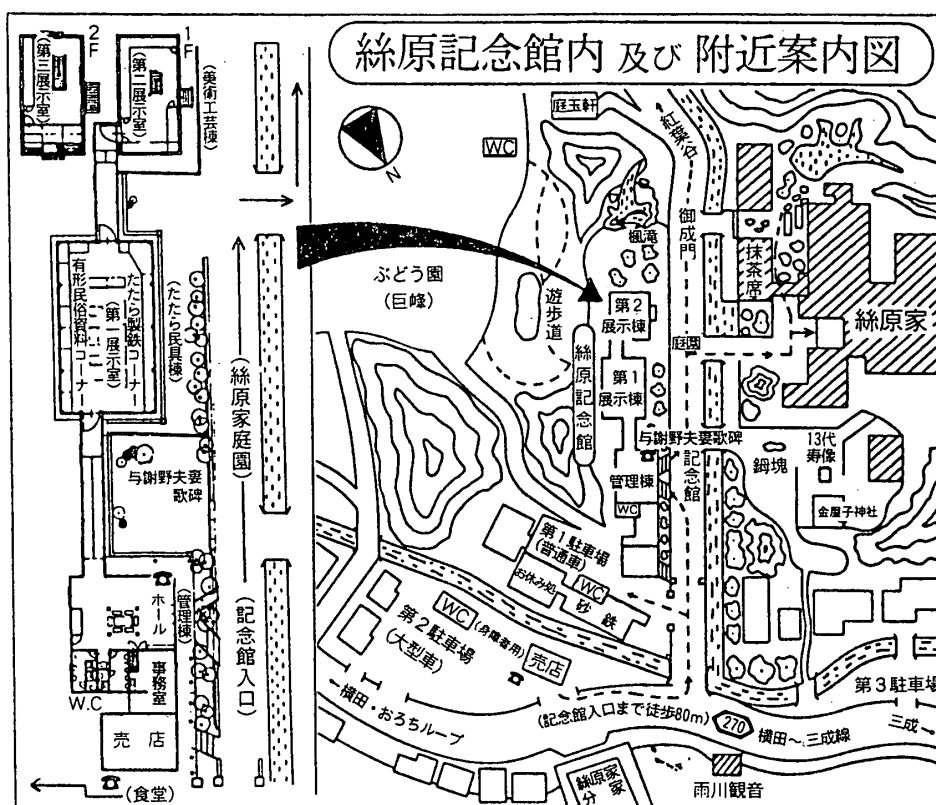 絲原記念館内 及び 附近案内図
2F
1F
(第三展示室)
(第二展示室)
(美術工芸棟)
有形民俗資料コーナー
(第一展示室)
たたら製鉄コーナー
(たたら民具棟)
与謝野夫妻
歌碑
(絲原家庭園)
ホール
(管理棟)
事務室
W.C
売店
(記念館入口)
(食堂)
N
WC
庭玉軒
紅葉谷
楓滝
御成門
抹茶席
絲原家
ぶどう園
(巨峰)
遊歩道
第2
展示棟
絲原記念館
第1
展示棟
庭園
与謝野夫妻歌碑
管理棟
WC
記念館
鉧塊
13代
寿像
金屋子神社
第1駐車場
(普通車)
お休み処
WC
砂鉄
第2駐車場
(大型車)
WC
(身障者用)
売店
第3駐車場
←横田・おろちループ
(記念館入口まで徒歩80m)
270
横田〜三成線
三成→
絲原家
分家
雨川観音